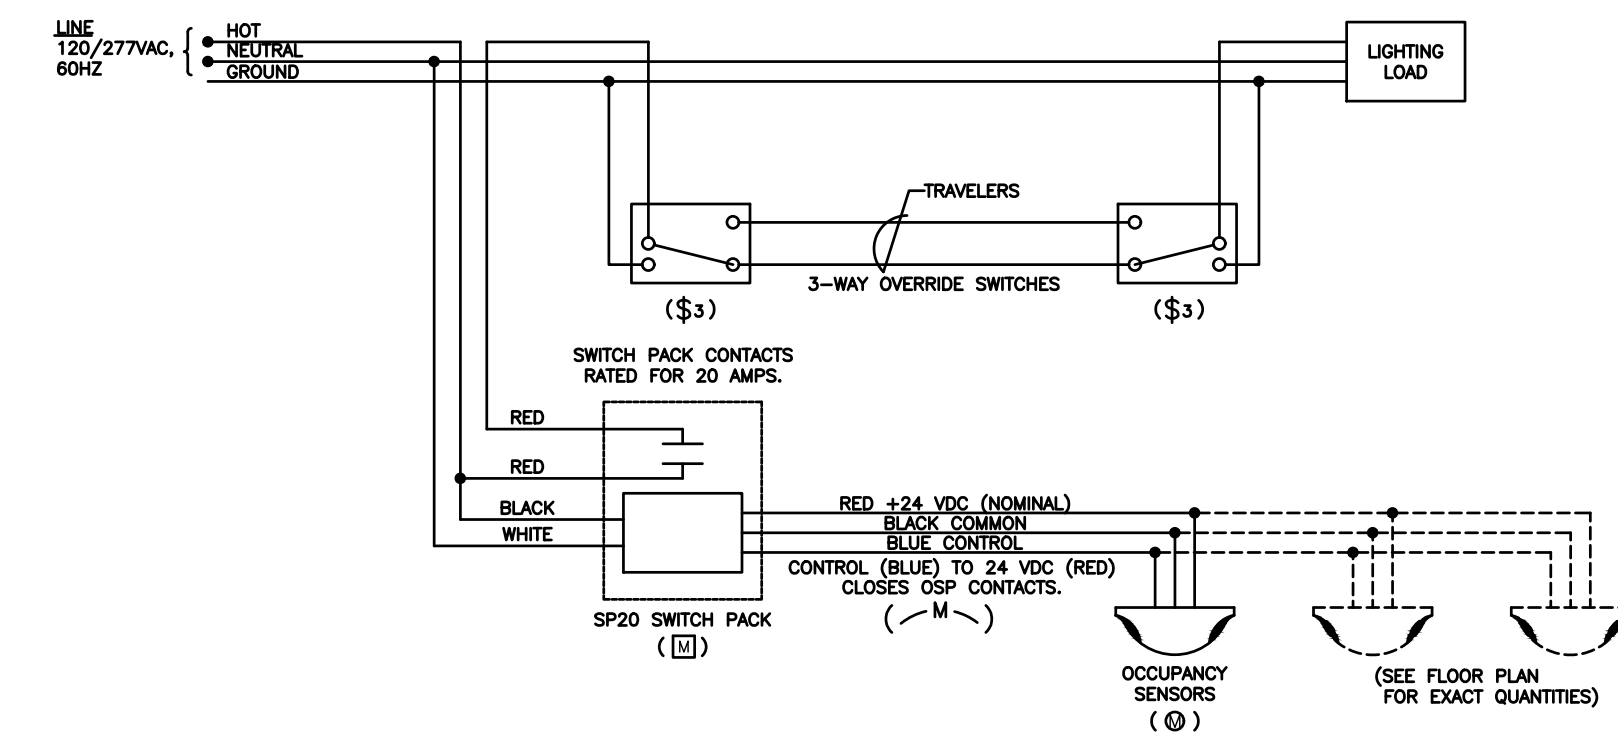 LINE
120/277VAC,
60HZ
HOT
NEUTRAL
GROUND
LIGHTING
LOAD
TRAVELERS
3-WAY OVERRIDE SWITCHES
($3)
($3)
SWITCH PACK CONTACTS
RATED FOR 20 AMPS.
RED
RED
BLACK
WHITE
RED +24 VDC (NOMINAL)
BLACK COMMON
BLUE CONTROL
CONTROL (BLUE) TO 24 VDC (RED)
CLOSES OSP CONTACTS.
(M)
SP20 SWITCH PACK
(M)
OCCUPANCY
SENSORS
(M)
(SEE FLOOR PLAN
FOR EXACT QUANTITIES)